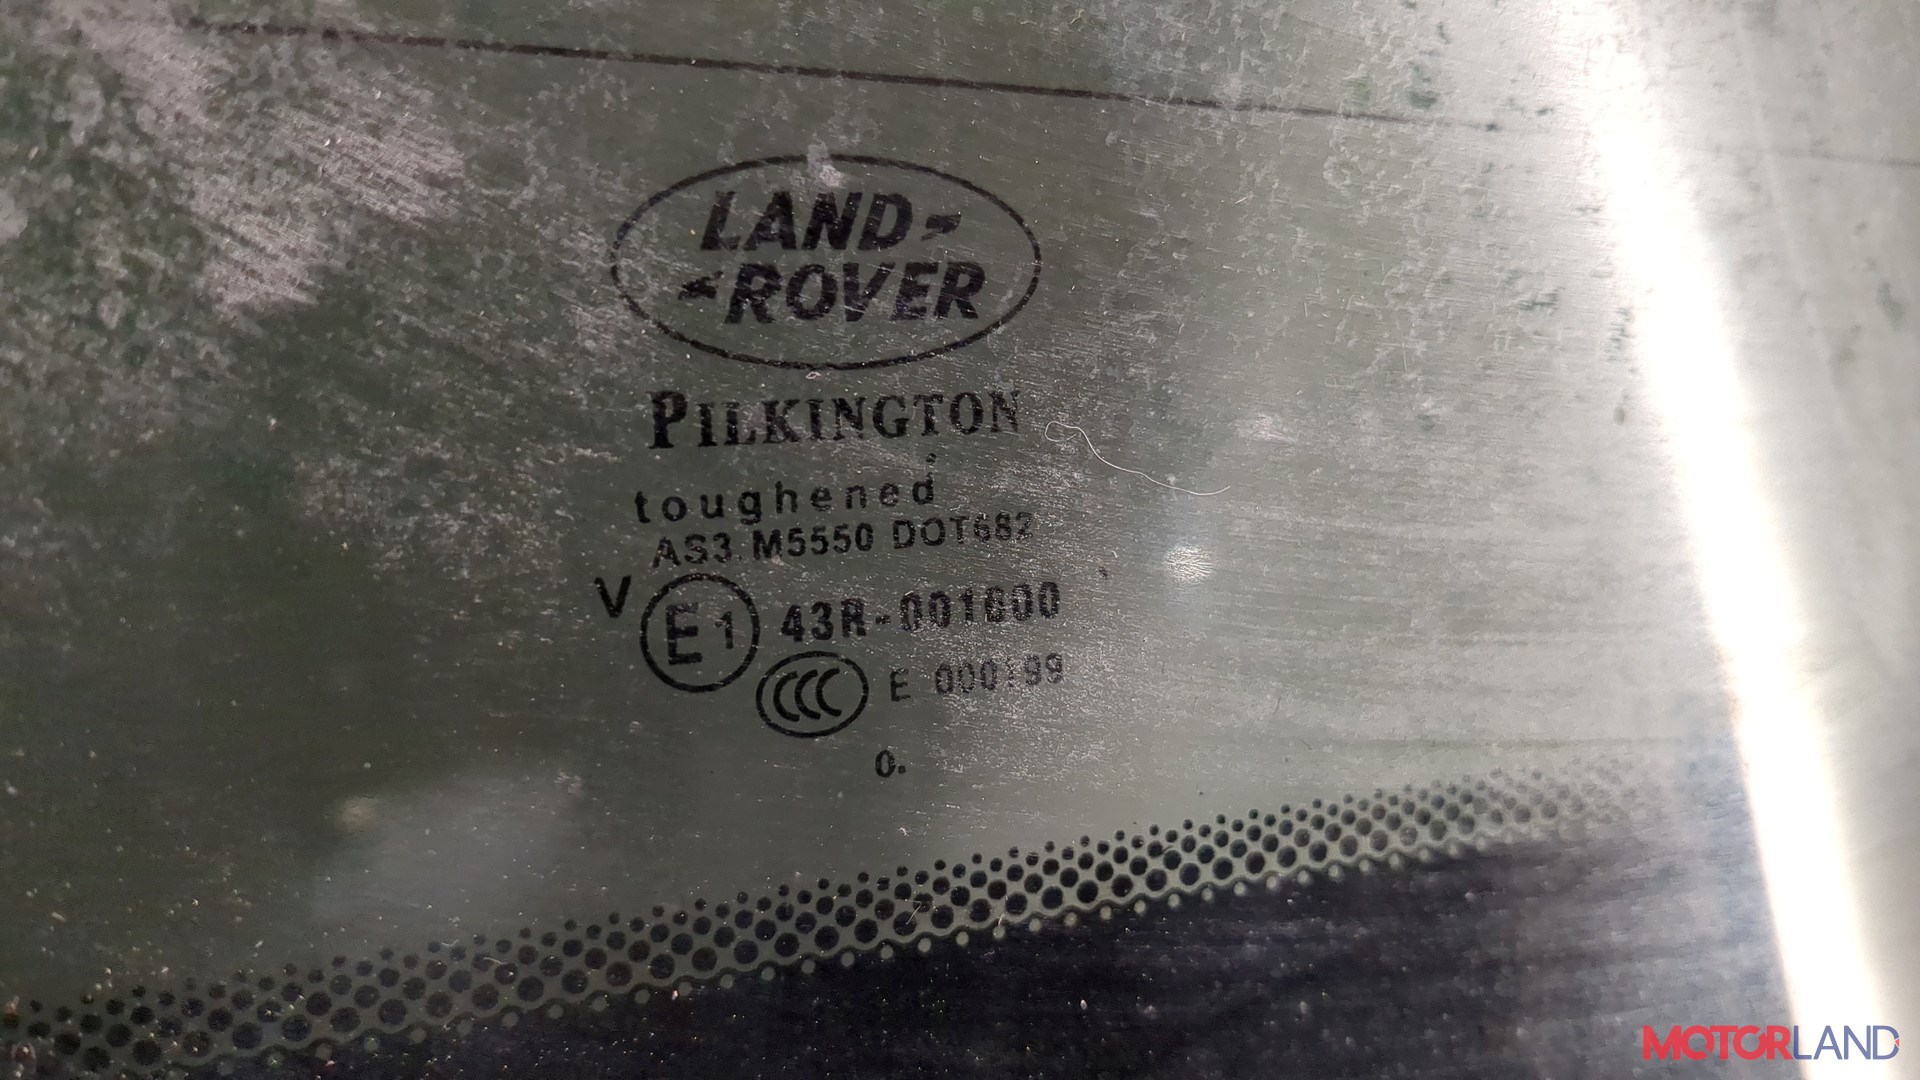 LAND-
-ROVER
PILKINGTON
toughened
AS3 M5550 DOT682
V E1 43R-001600
CCC E 000199
0.
MOTORLAND